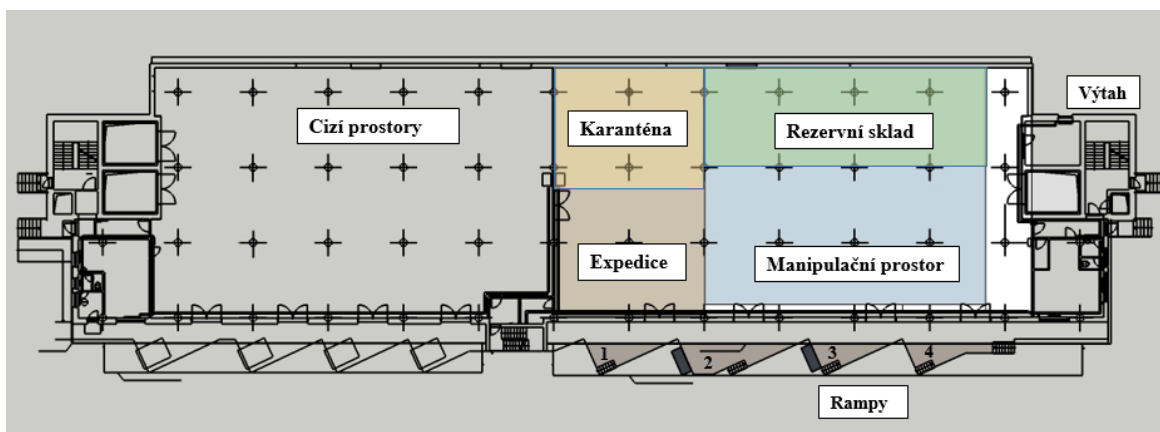 Výtah
Cizí prostory
Karanténa
Rezervní sklad
Expedice
Manipulační prostor
1
2
3
4
Rampy